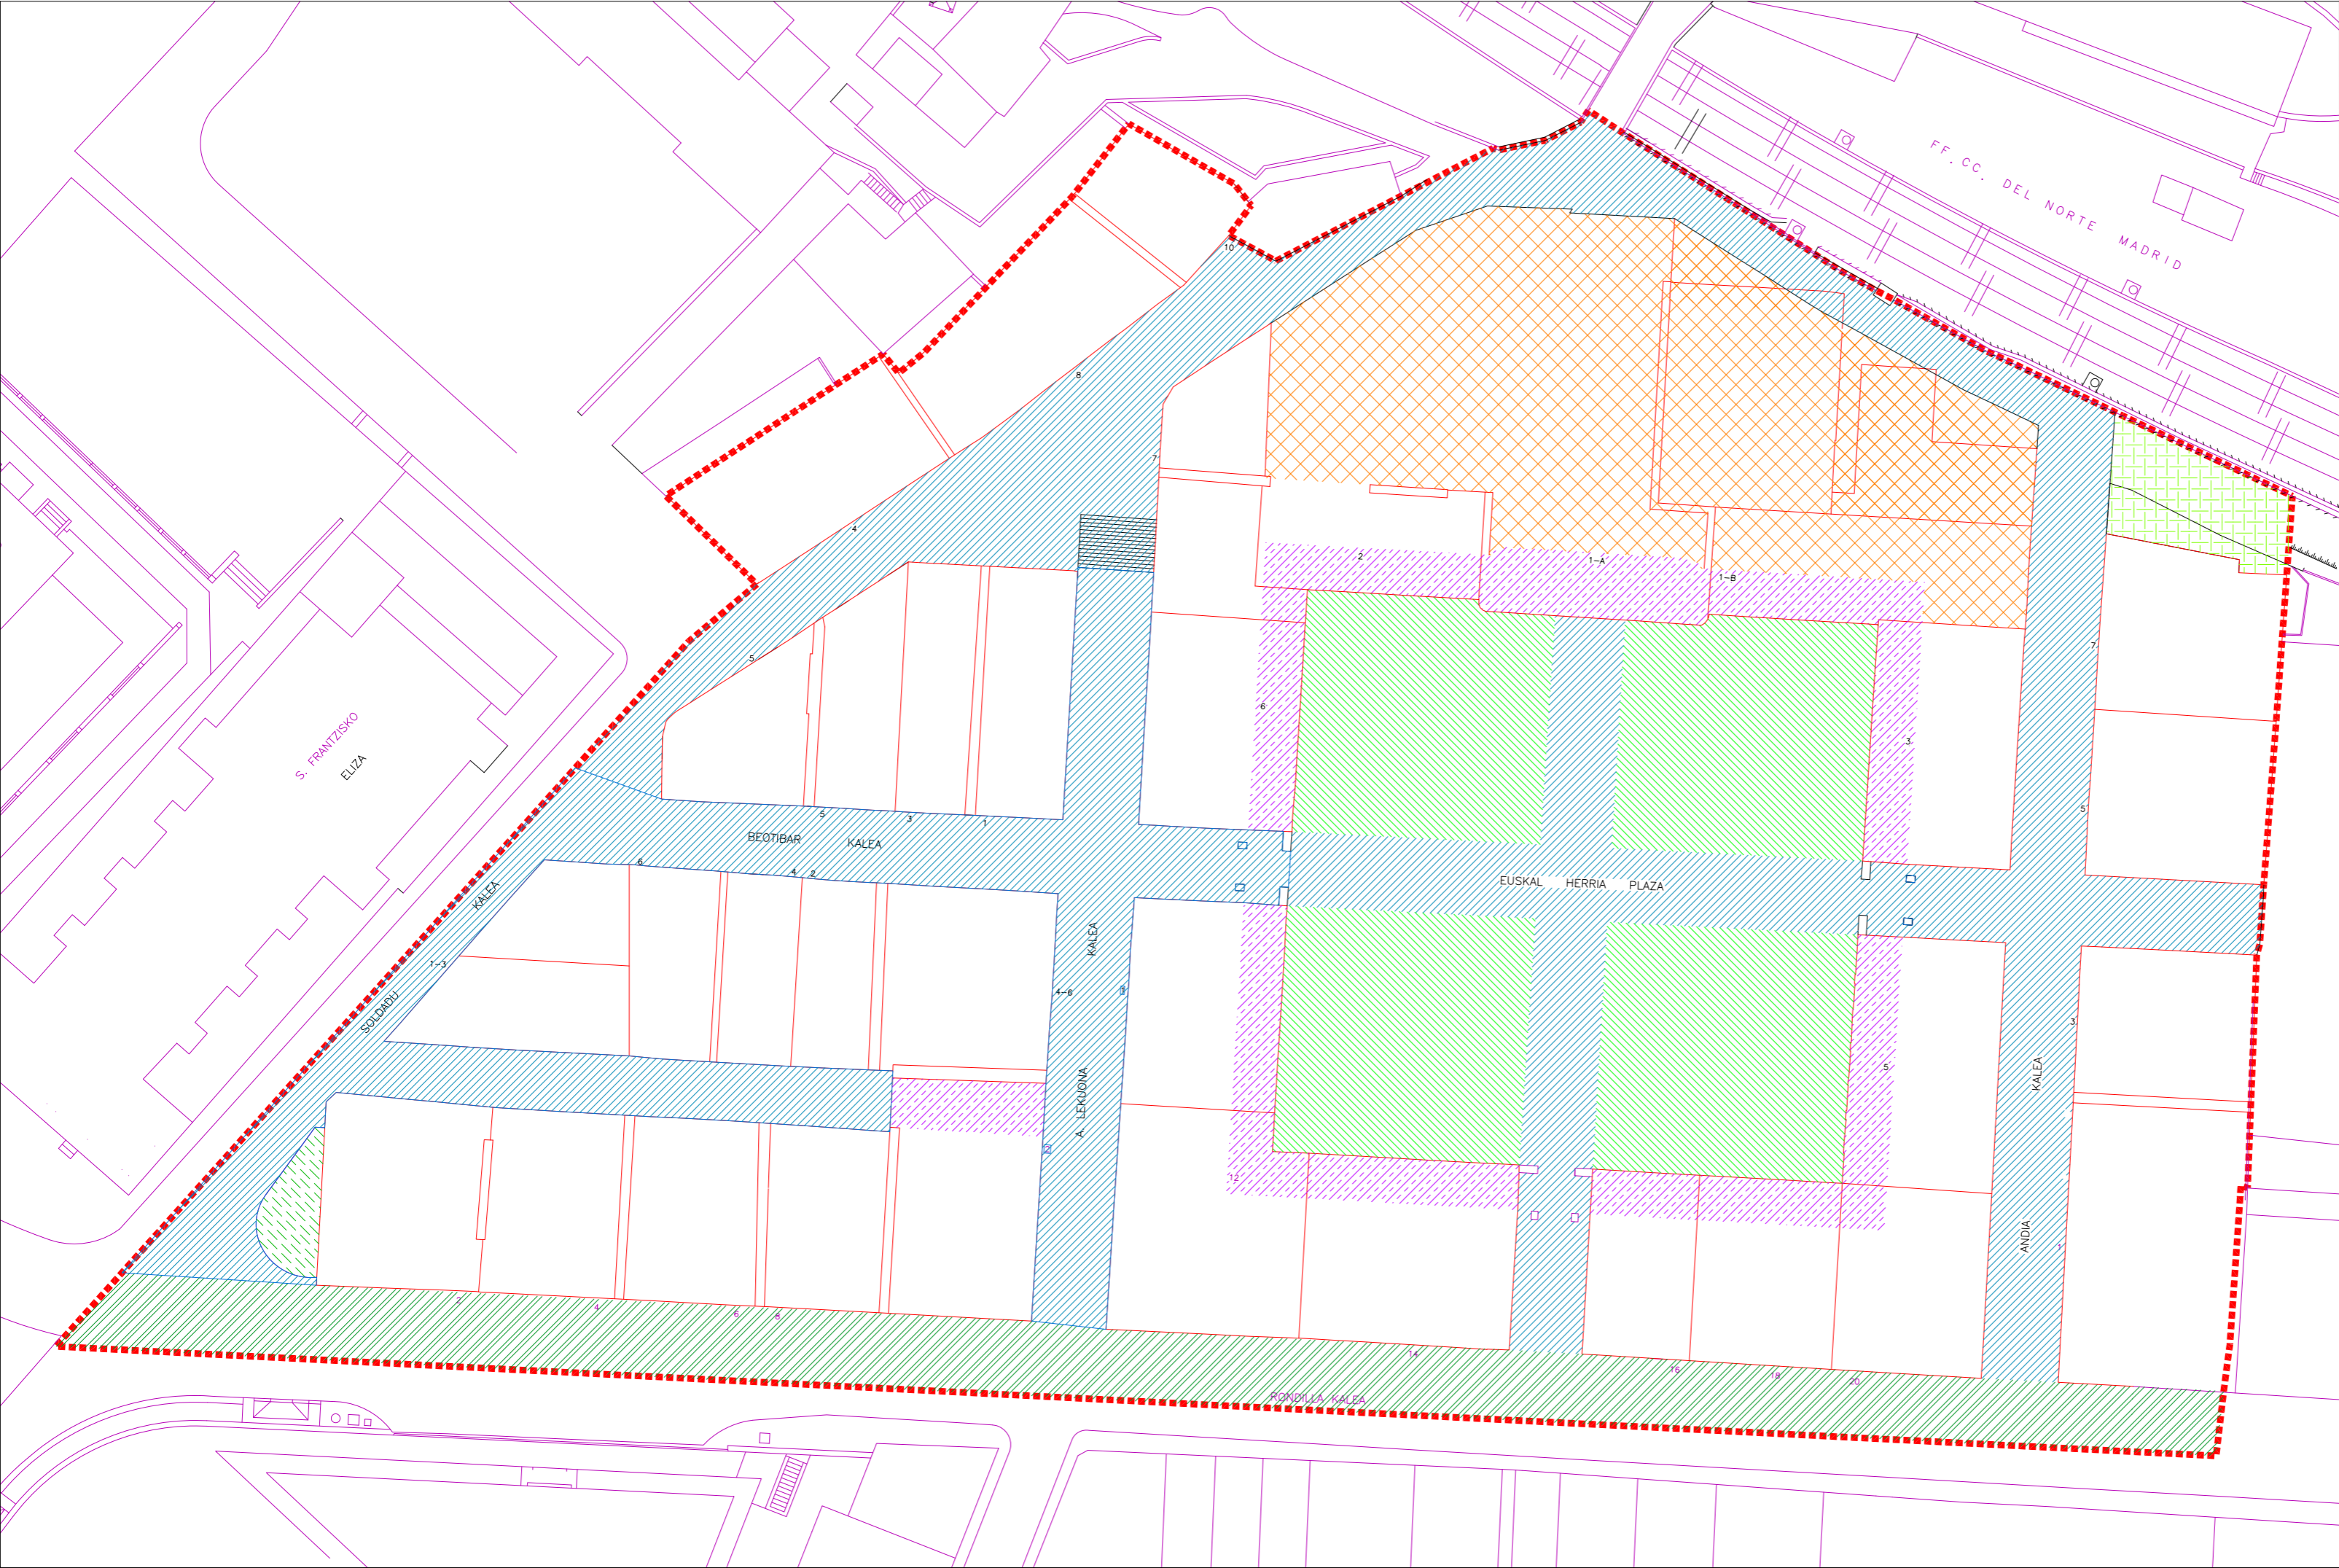 FF. CC. DEL NORTE MADRID
10
8
7
4
2
1-A
1-B
5
7
6
3
S. FRANTZISKO
ELIZA
5
3
1
5
BEOTIBAR KALEA
6
4
2
EUSKAL HERRIA PLAZA
SOLDADU KALEA
1-3
A. LEKUONA KALEA
4-6
3
5
ANDIA KALEA
12
1
2
4
6
8
14
16
18
20
RONDILLA KALEA